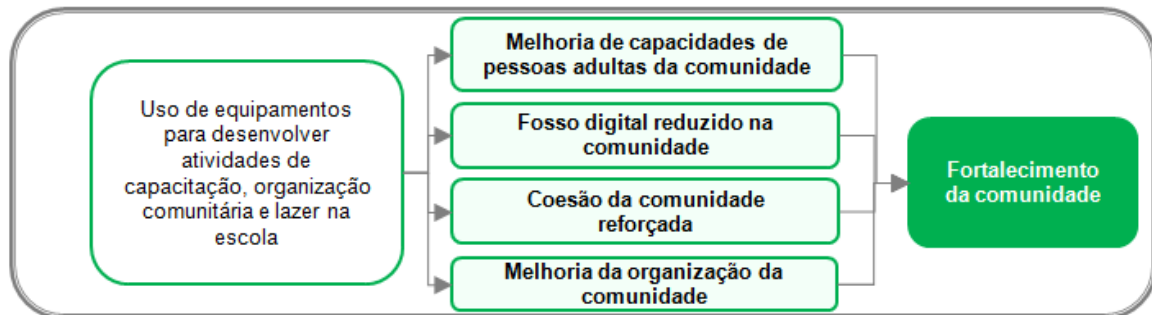 Uso de equipamentos
para desenvolver
atividades de
capacitação, organização
comunitária e lazer na
escola
Melhoria de capacidades de
pessoas adultas da comunidade
Fosso digital reduzido na
comunidade
Coesão da comunidade
reforçada
Melhoria da organização da
comunidade
Fortalecimento
da comunidade